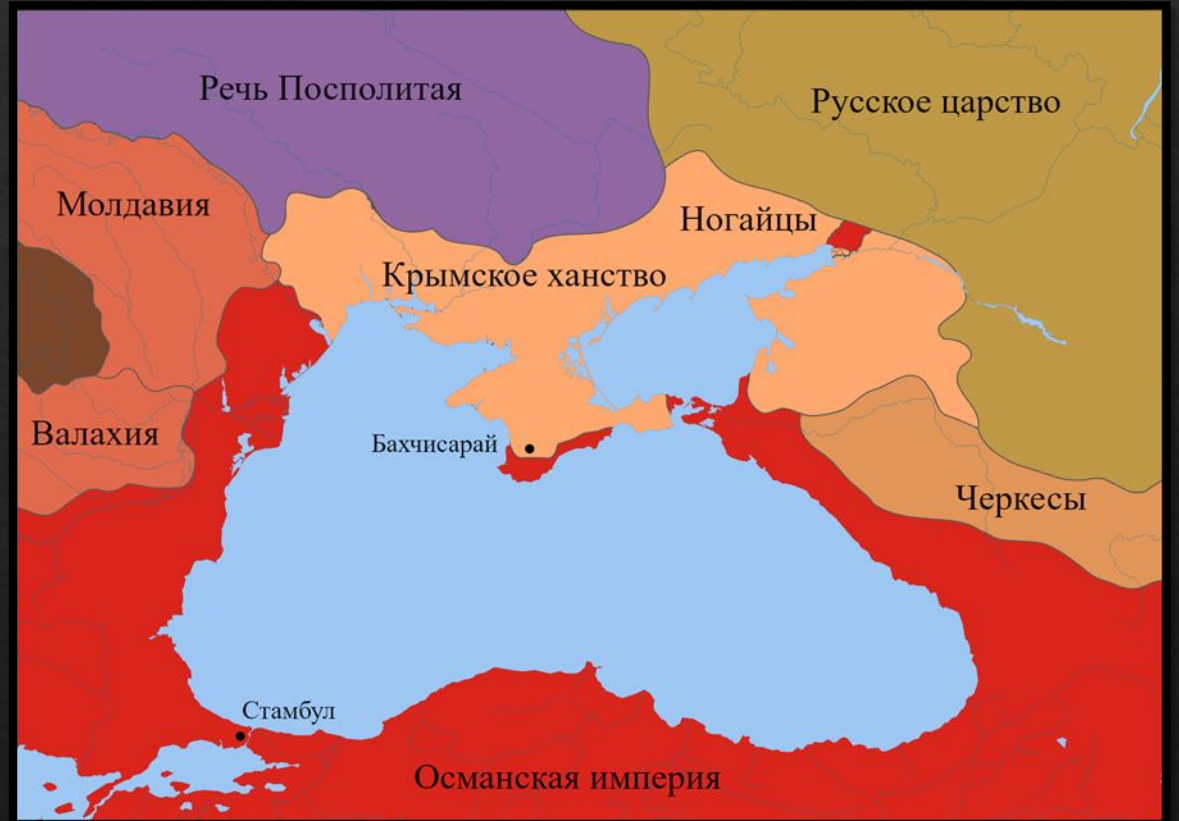 Речь Посполитая
Русское царство
Молдавия
Ногайцы
Крымское ханство
Валахия
Бахчисарай
Черкесы
Стамбул
Османская империя